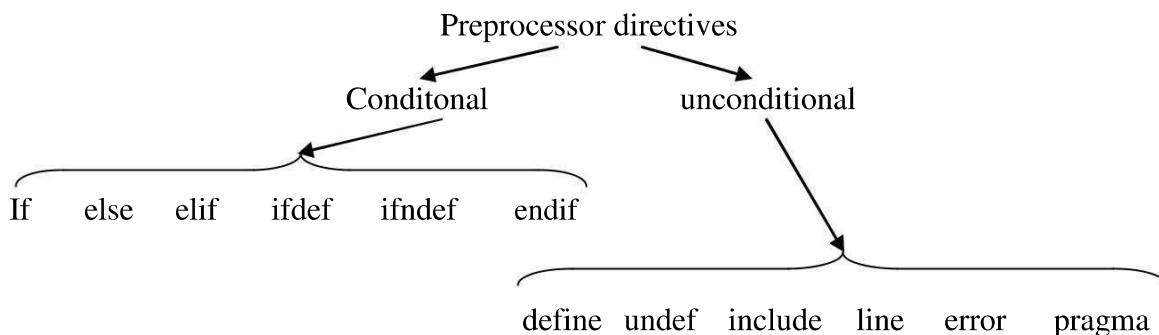 Preprocessor directives
Conditonal unconditional
If else elif ifdef ifndef endif
define undef include line error pragma